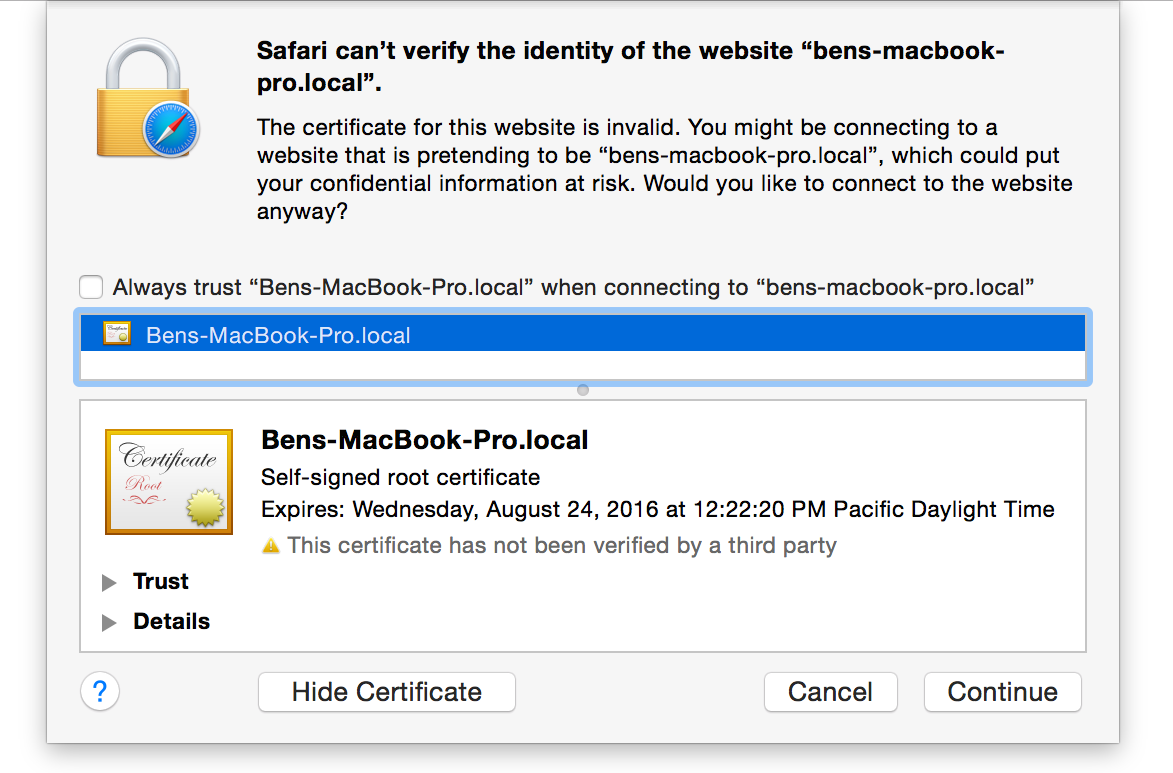 Safari can’t verify the identity of the website “bens-macbook-
pro.local”.
The certificate for this website is invalid. You might be connecting to a
website that is pretending to be “bens-macbook-pro.local”, which could put
your confidential information at risk. Would you like to connect to the website
anyway?
Always trust “Bens-MacBook-Pro.local” when connecting to “bens-macbook-pro.local”
Bens-MacBook-Pro.local
Certificate
Root
Bens-MacBook-Pro.local
Self-signed root certificate
Expires: Wednesday, August 24, 2016 at 12:22:20 PM Pacific Daylight Time
This certificate has not been verified by a third party
Trust
Details
? Hide Certificate Cancel Continue